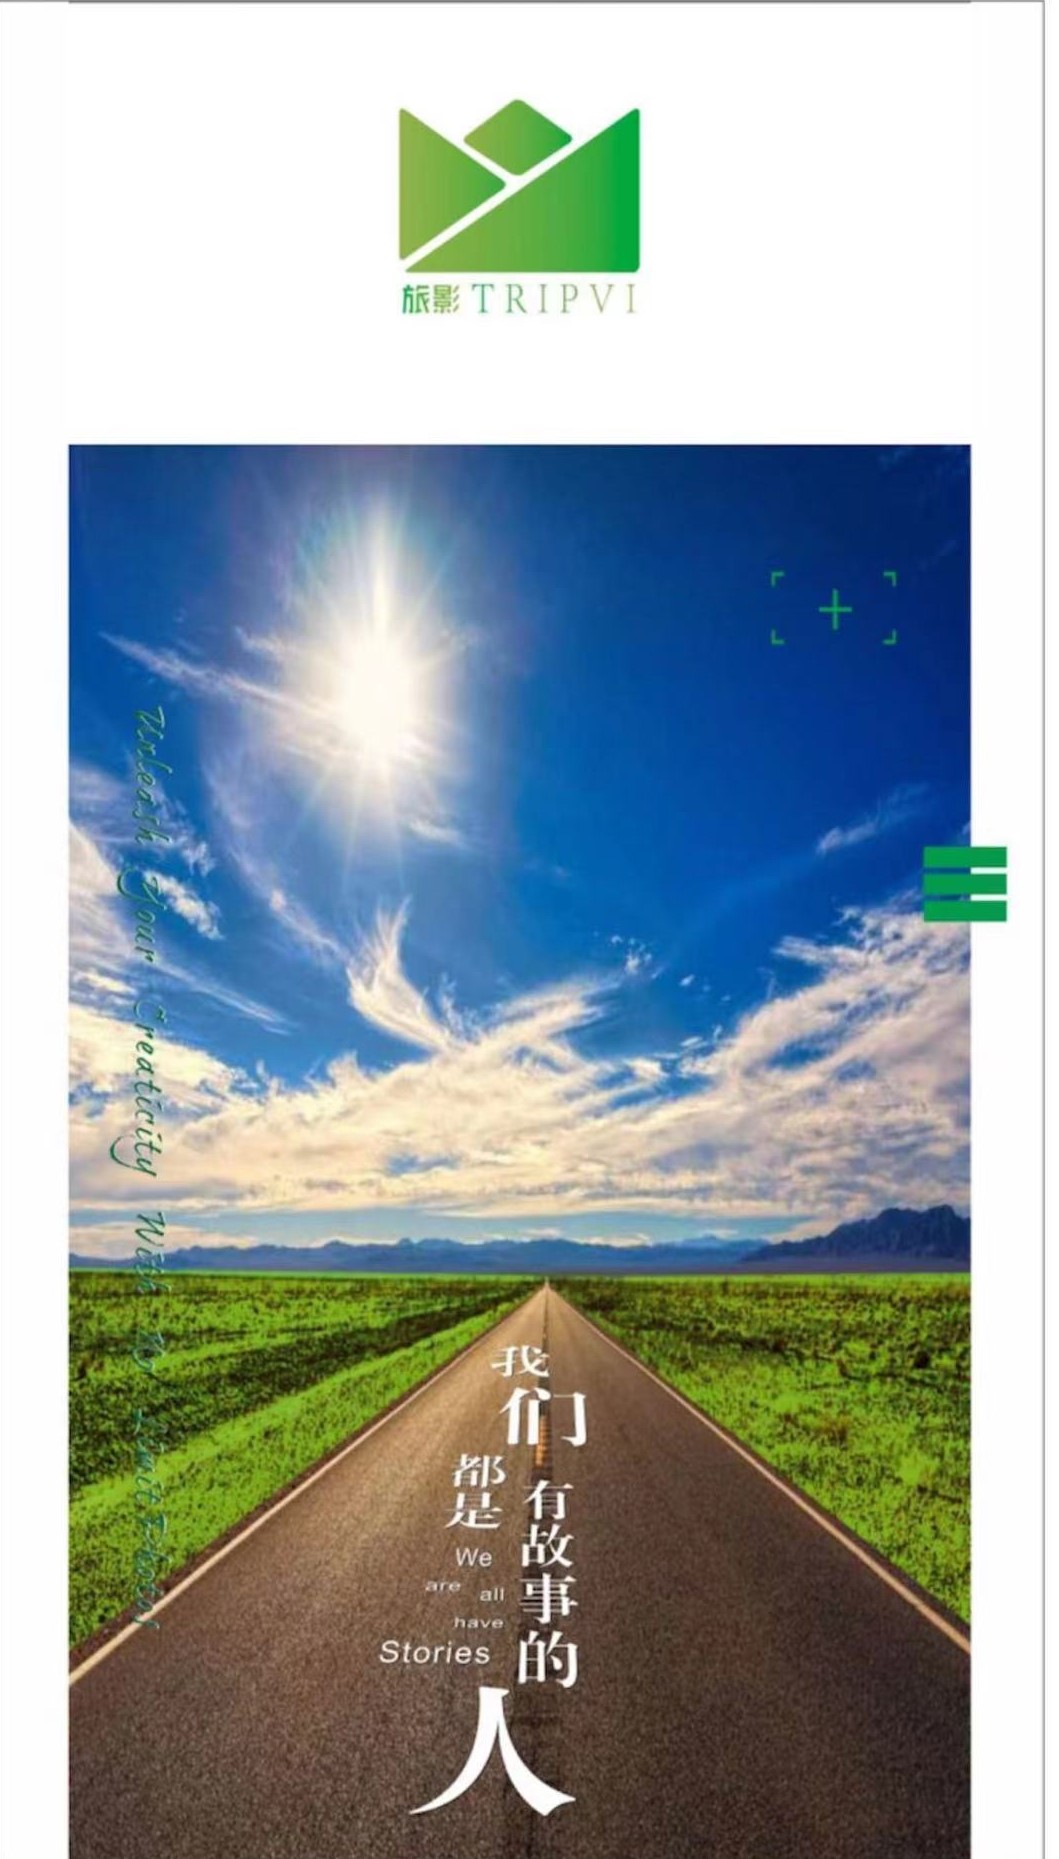 旅影 TRIPVI
Unleash Your Creaticity With No Limit Photos
我们
都是
有故事的
We
are all
have
Stories
人